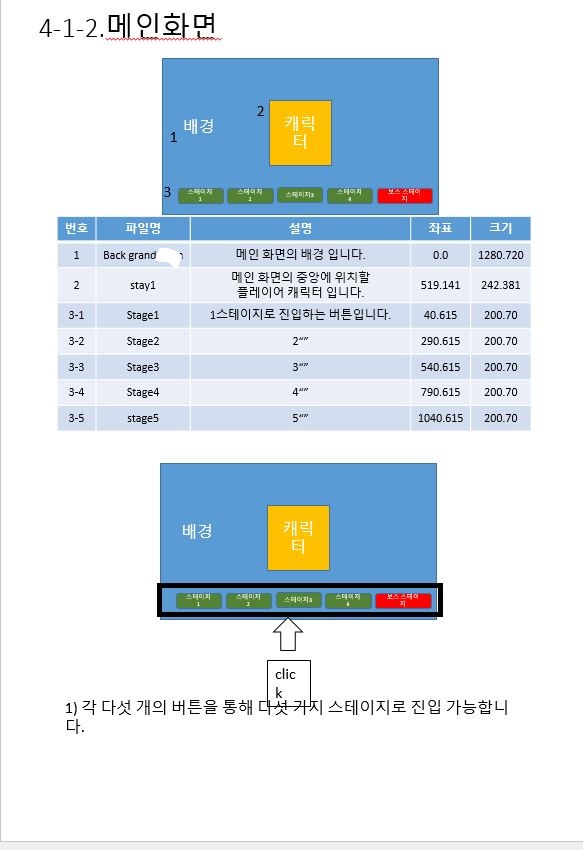 4-1-2.메인화면
배경
캐릭
터
1
2
3
스테이지
1
스테이지
2
스테이지3
스테이지
4
보스 스테이
지
번호 파일명 설명 좌표 크기
1 Back grand 메인 화면의 배경 입니다. 0.0 1280.720
2 stay1 메인 화면의 중앙에 위치할
플레이어 캐릭터 입니다. 519.141 242.381
3-1 Stage1 1스테이지로 진입하는 버튼입니다. 40.615 200.70
3-2 Stage2 2“” 290.615 200.70
3-3 Stage3 3“” 540.615 200.70
3-4 Stage4 4“” 790.615 200.70
3-5 stage5 5“” 1040.615 200.70
배경
캐릭
터
스테이지
1
스테이지
2
스테이지3
스테이지
4
보스 스테이
지
clic
k
1) 각 다섯 개의 버튼을 통해 다섯 가지 스테이지로 진입 가능합니
다.